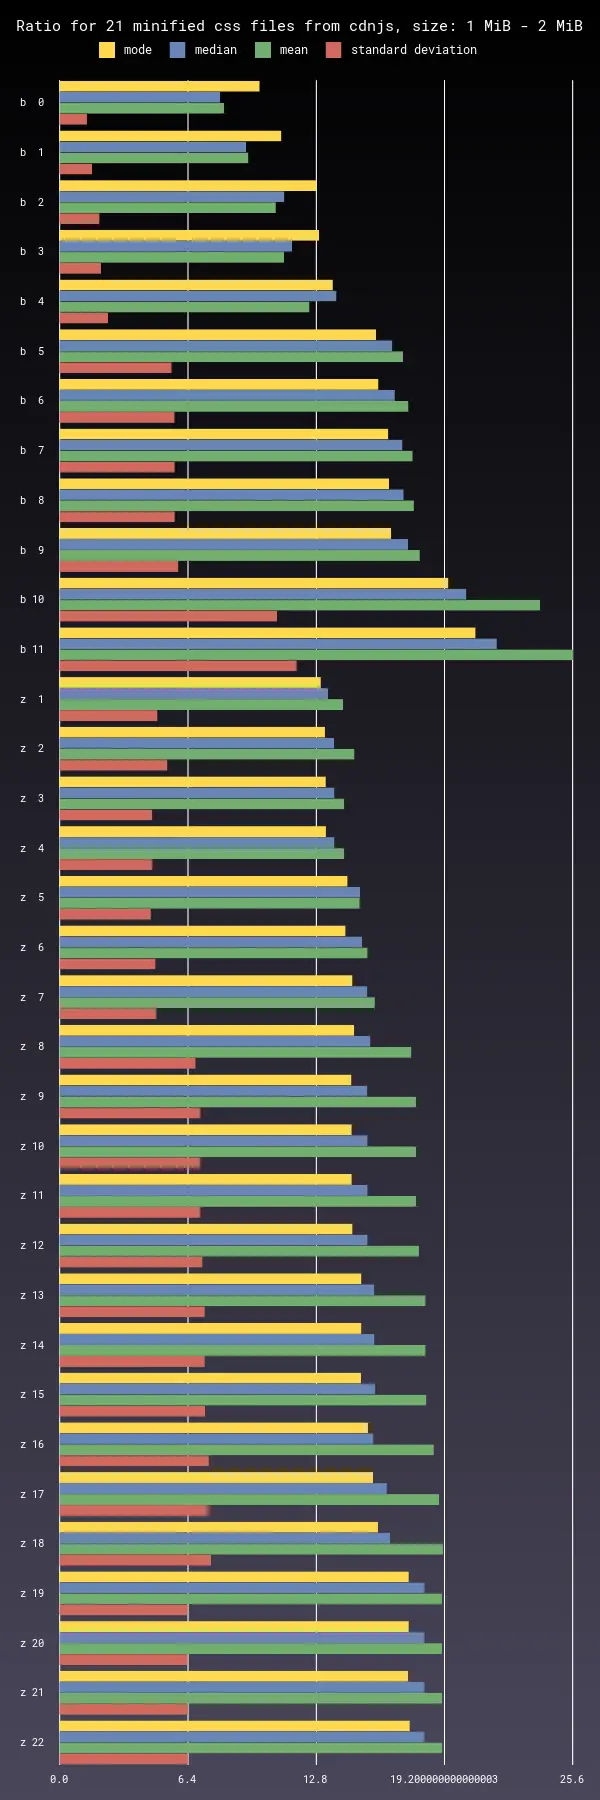 Ratio for 21 minified css files from cdnjs, size: 1 MiB - 2 MiB
mode median mean standard deviation
b 0
b 1
b 2
b 3
b 4
b 5
b 6
b 7
b 8
b 9
b 10
b 11
z 1
z 2
z 3
z 4
z 5
z 6
z 7
z 8
z 9
z 10
z 11
z 12
z 13
z 14
z 15
z 16
z 17
z 18
z 19
z 20
z 21
z 22
0.0 6.4 12.8 19.200000000000003 25.6